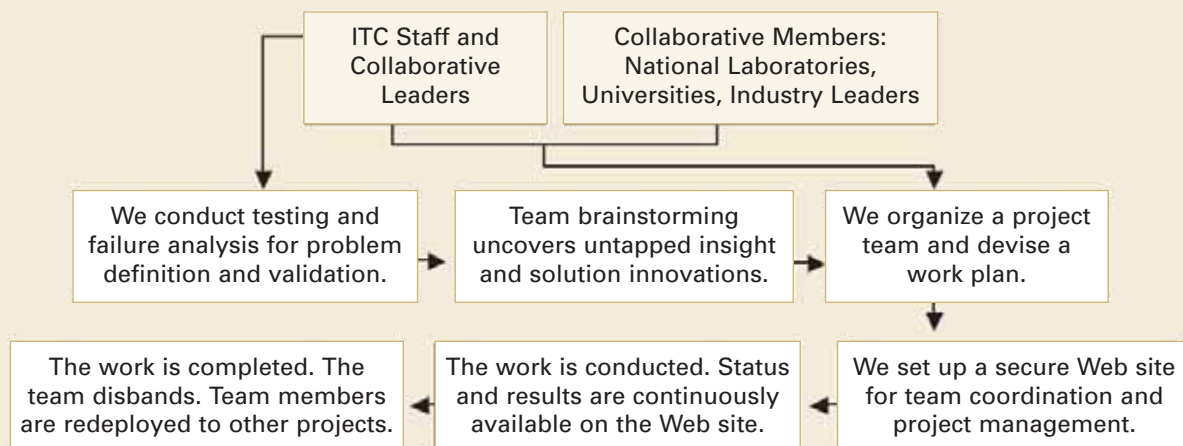 ITC Staff and
Collaborative
Leaders
Collaborative Members:
National Laboratories,
Universities, Industry Leaders
We conduct testing and
failure analysis for problem
definition and validation.
Team brainstorming
uncovers untapped insight
and solution innovations.
We organize a project
team and devise a
work plan.
We set up a secure Web site
for team coordination and
project management.
The work is conducted. Status
and results are continuously
available on the Web site.
The work is completed. The
team disbands. Team members
are redeployed to other projects.